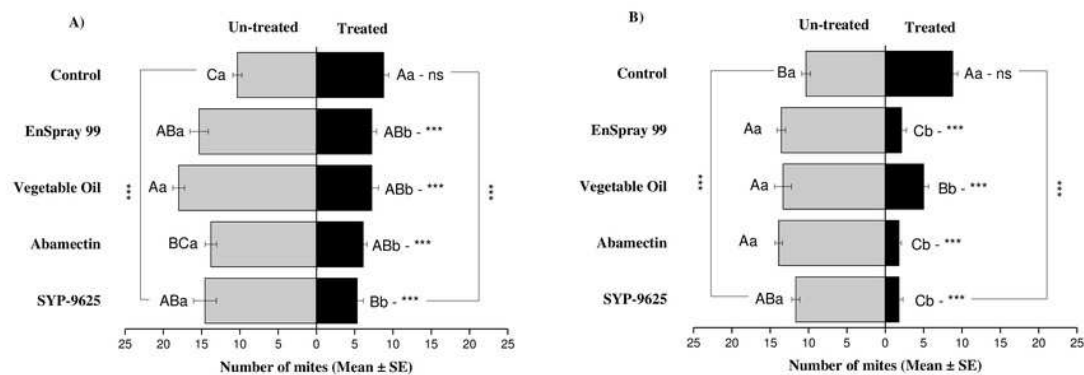 A)
Un-treated Treated
Control Ca Aa - ns
EnSpray 99 ABa ABb - ***
Vegetable Oil Aa ABb - ***
Abamectin BCa ABb - ***
SYP-9625 ABa Bb - ***
***
***
25 20 15 10 5 0 5 10 15 20 25
Number of mites (Mean ± SE)
B)
Un-treated Treated
Control Ba Aa - ns
EnSpray 99 Aa Cb - ***
Vegetable Oil Aa Bb - ***
Abamectin Aa Cb - ***
SYP-9625 ABa Cb - ***
***
***
25 20 15 10 5 0 5 10 15 20 25
Number of mites (Mean ± SE)